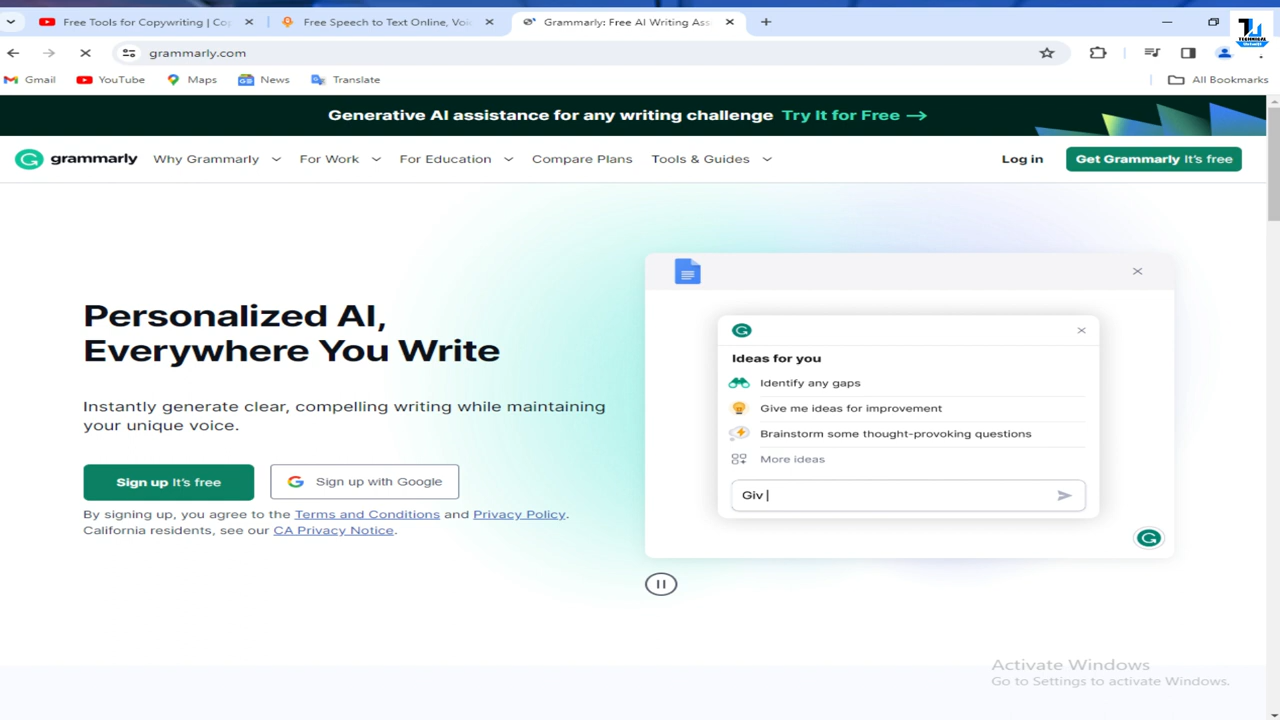 Free Tools for Copywriting | Cop
Free Speech to Text Online, Voic
Grammarly: Free AI Writing Assi
grammarly.com
TU
TECHNICAL
Gmail
YouTube
Maps
News
Translate
All Bookmarks
Generative AI assistance for any writing challenge Try It for Free →
grammarly
Why Grammarly
For Work
For Education
Compare Plans
Tools & Guides
Log in
Get Grammarly It's free
Personalized AI,
Everywhere You Write
Instantly generate clear, compelling writing while maintaining
your unique voice.
Sign up It's free
Sign up with Google
By signing up, you agree to the Terms and Conditions and Privacy Policy.
California residents, see our CA Privacy Notice.
Ideas for you
Identify any gaps
Give me ideas for improvement
Brainstorm some thought-provoking questions
More ideas
Giv
Activate Windows
Go to Settings to activate Windows.